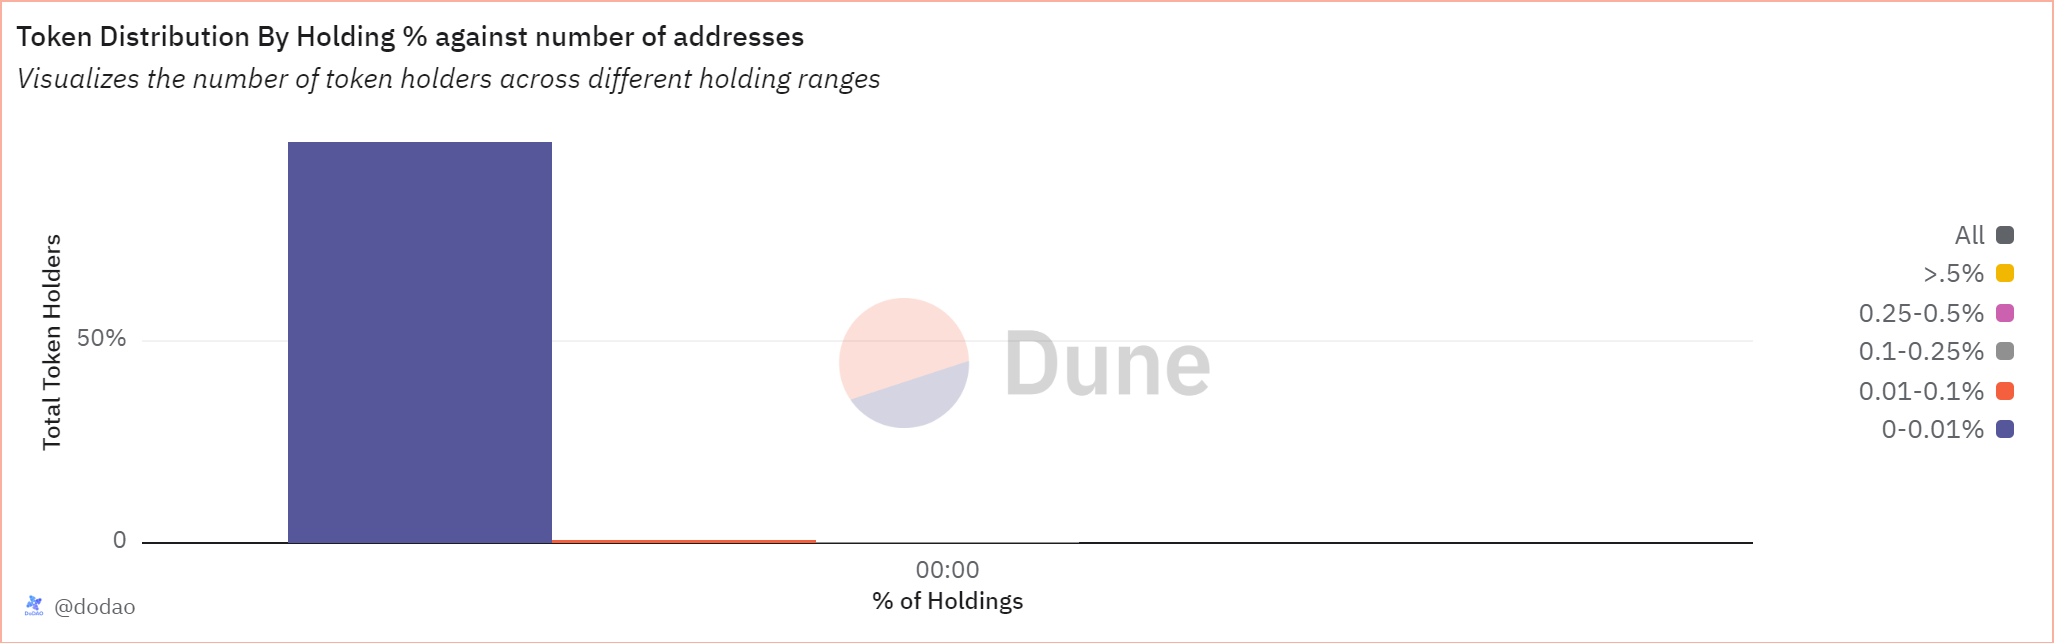 Token Distribution By Holding % against number of addresses
Visualizes the number of token holders across different holding ranges
Total Token Holders
50%
0
00:00
% of Holdings
Dune
All
>.5%
0.25-0.5%
0.1-0.25%
0.01-0.1%
0-0.01%
DoDAO
@dodao